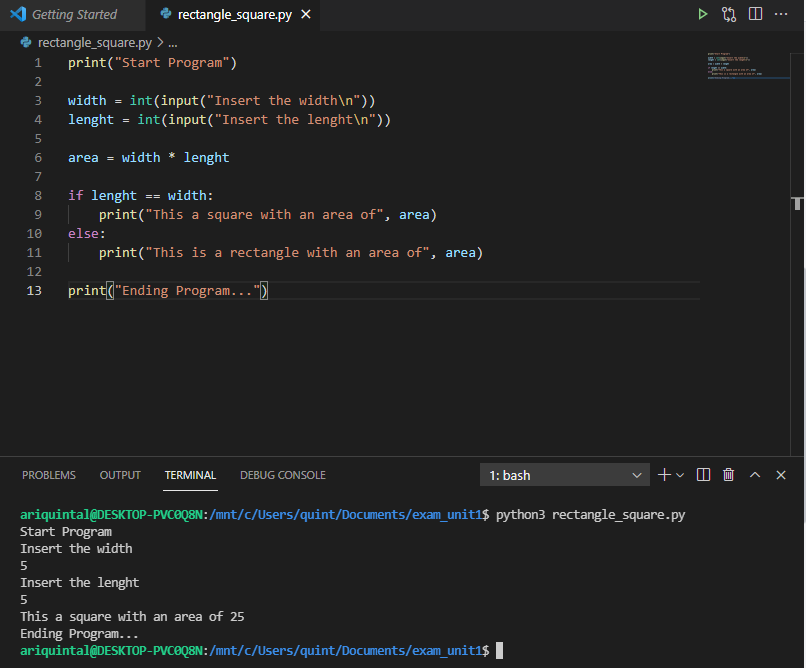 Getting Started
rectangle_square.py
rectangle_square.py > ...
1 print("Start Program")
2
3 width = int(input("Insert the width\n"))
4 lenght = int(input("Insert the lenght\n"))
5
6 area = width * lenght
7
8 if lenght == width:
9     print("This a square with an area of", area)
10 else:
11     print("This is a rectangle with an area of", area)
12
13 print("Ending Program...")
PROBLEMS OUTPUT TERMINAL DEBUG CONSOLE 1: bash
ariquintal@DESKTOP-PVC0Q8N:/mnt/c/Users/quint/Documents/exam_unit1$ python3 rectangle_square.py
Start Program
Insert the width
5
Insert the lenght
5
This a square with an area of 25
Ending Program...
ariquintal@DESKTOP-PVC0Q8N:/mnt/c/Users/quint/Documents/exam_unit1$